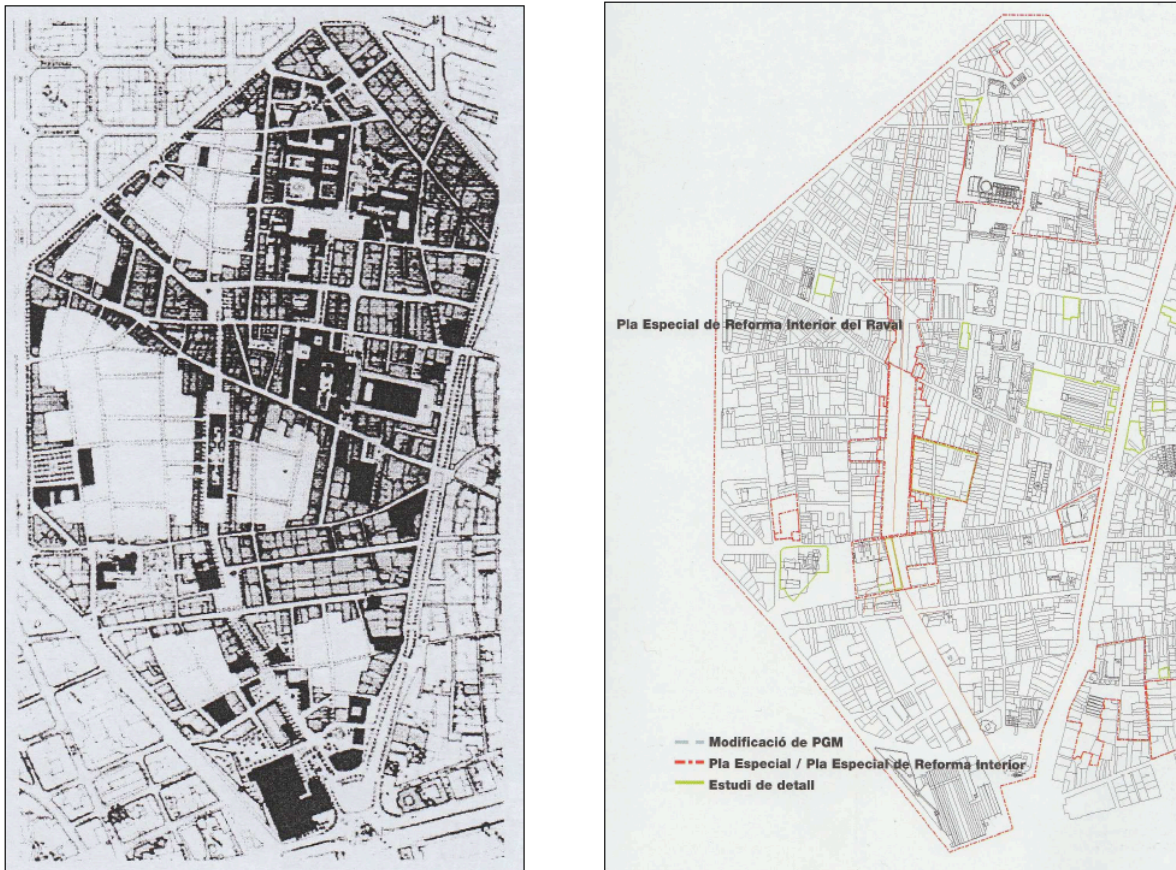 Pla Especial de Reforma Interior del Raval
Modificació de PGM
Pla Especial / Pla Especial de Reforma Interior
Estudi de detall